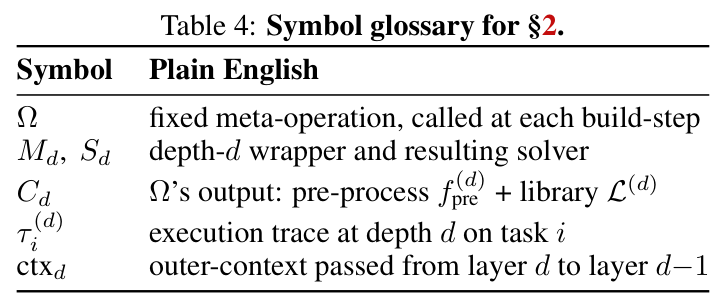 Table 4: Symbol glossary for §2.
Symbol Plain English
Ω fixed meta-operation, called at each build-step
M_d, S_d depth-d wrapper and resulting solver
C_d Ω's output: pre-process f_pre^(d) + library ℒ^(d)
τ_i^(d) execution trace at depth d on task i
ctx_d outer-context passed from layer d to layer d−1